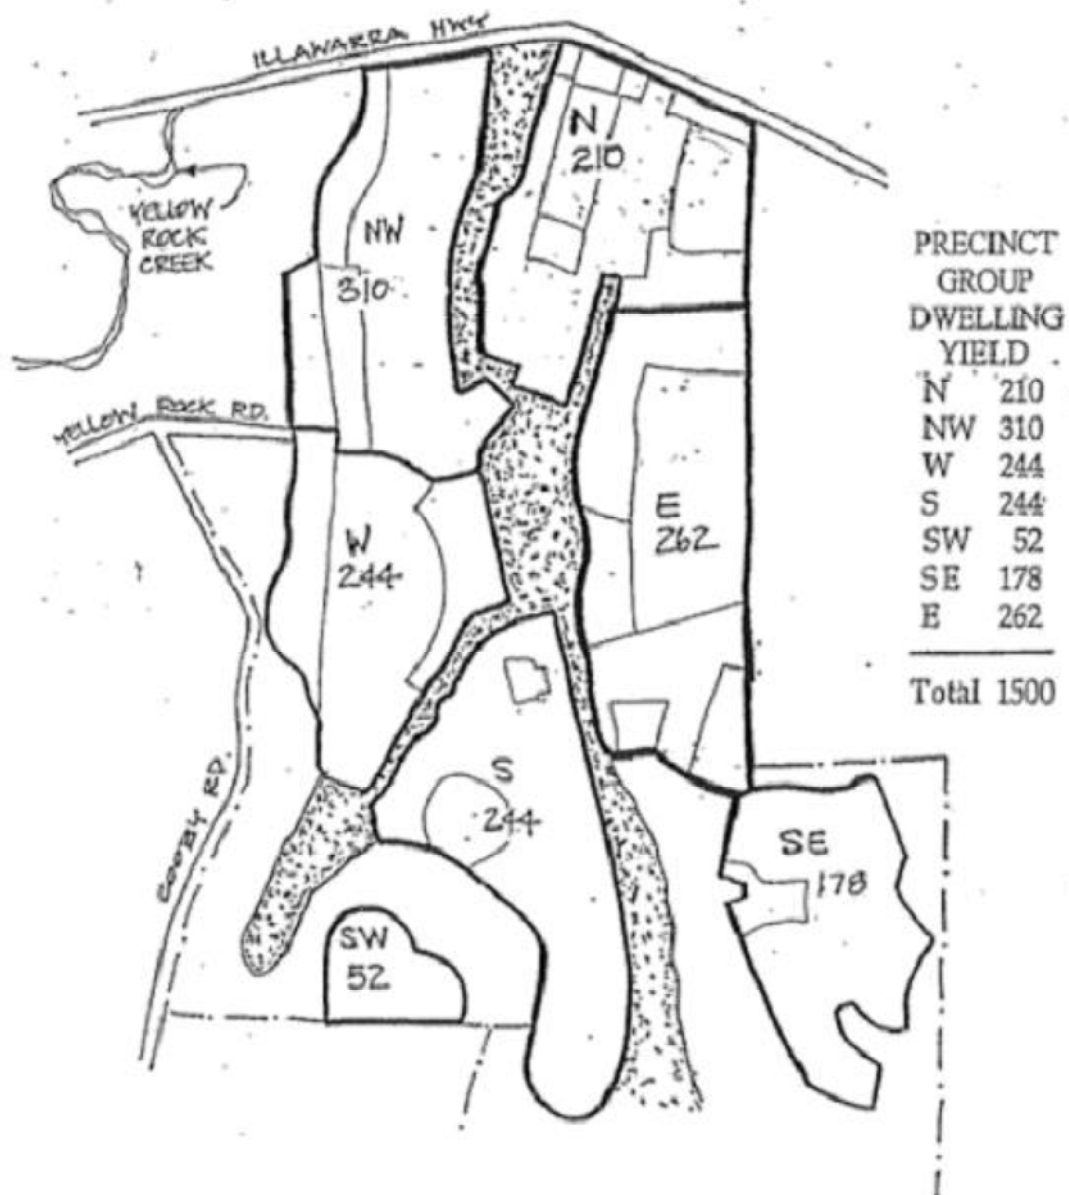 ILLAWARRA HWY
N
210
YELLOW
ROCK
CREEK
NW
310
PRECINCT
GROUP
DWELLING
YIELD
N 210
NW 310
W 244
S 244
SW 52
SE 178
E 262
Total 1500
YELLOW ROCK RD.
E
262
W
244
S
244
COOBY RD.
SE
178
SW
52